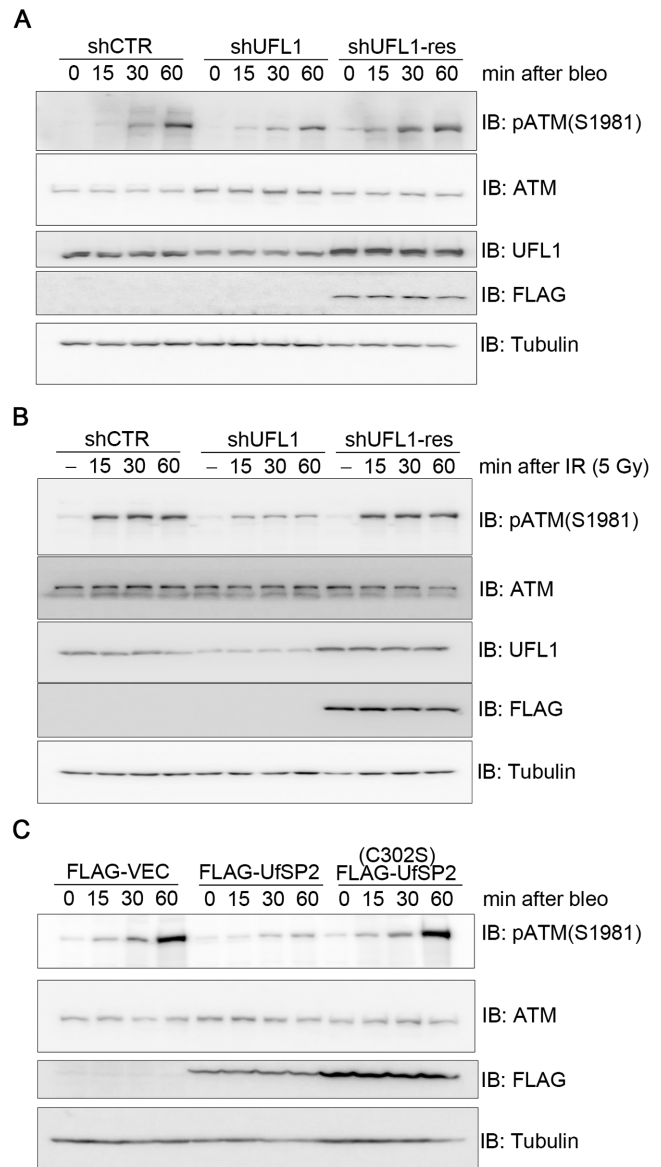 A
shCTR shUFL1 shUFL1-res
0 15 30 60 0 15 30 60 0 15 30 60 min after bleo
IB: pATM(S1981)
IB: ATM
IB: UFL1
IB: FLAG
IB: Tubulin
B
shCTR shUFL1 shUFL1-res
– 15 30 60 – 15 30 60 – 15 30 60 min after IR (5 Gy)
IB: pATM(S1981)
IB: ATM
IB: UFL1
IB: FLAG
IB: Tubulin
C
(C302S)
FLAG-VEC FLAG-UfSP2 FLAG-UfSP2
0 15 30 60 0 15 30 60 0 15 30 60 min after bleo
IB: pATM(S1981)
IB: ATM
IB: FLAG
IB: Tubulin